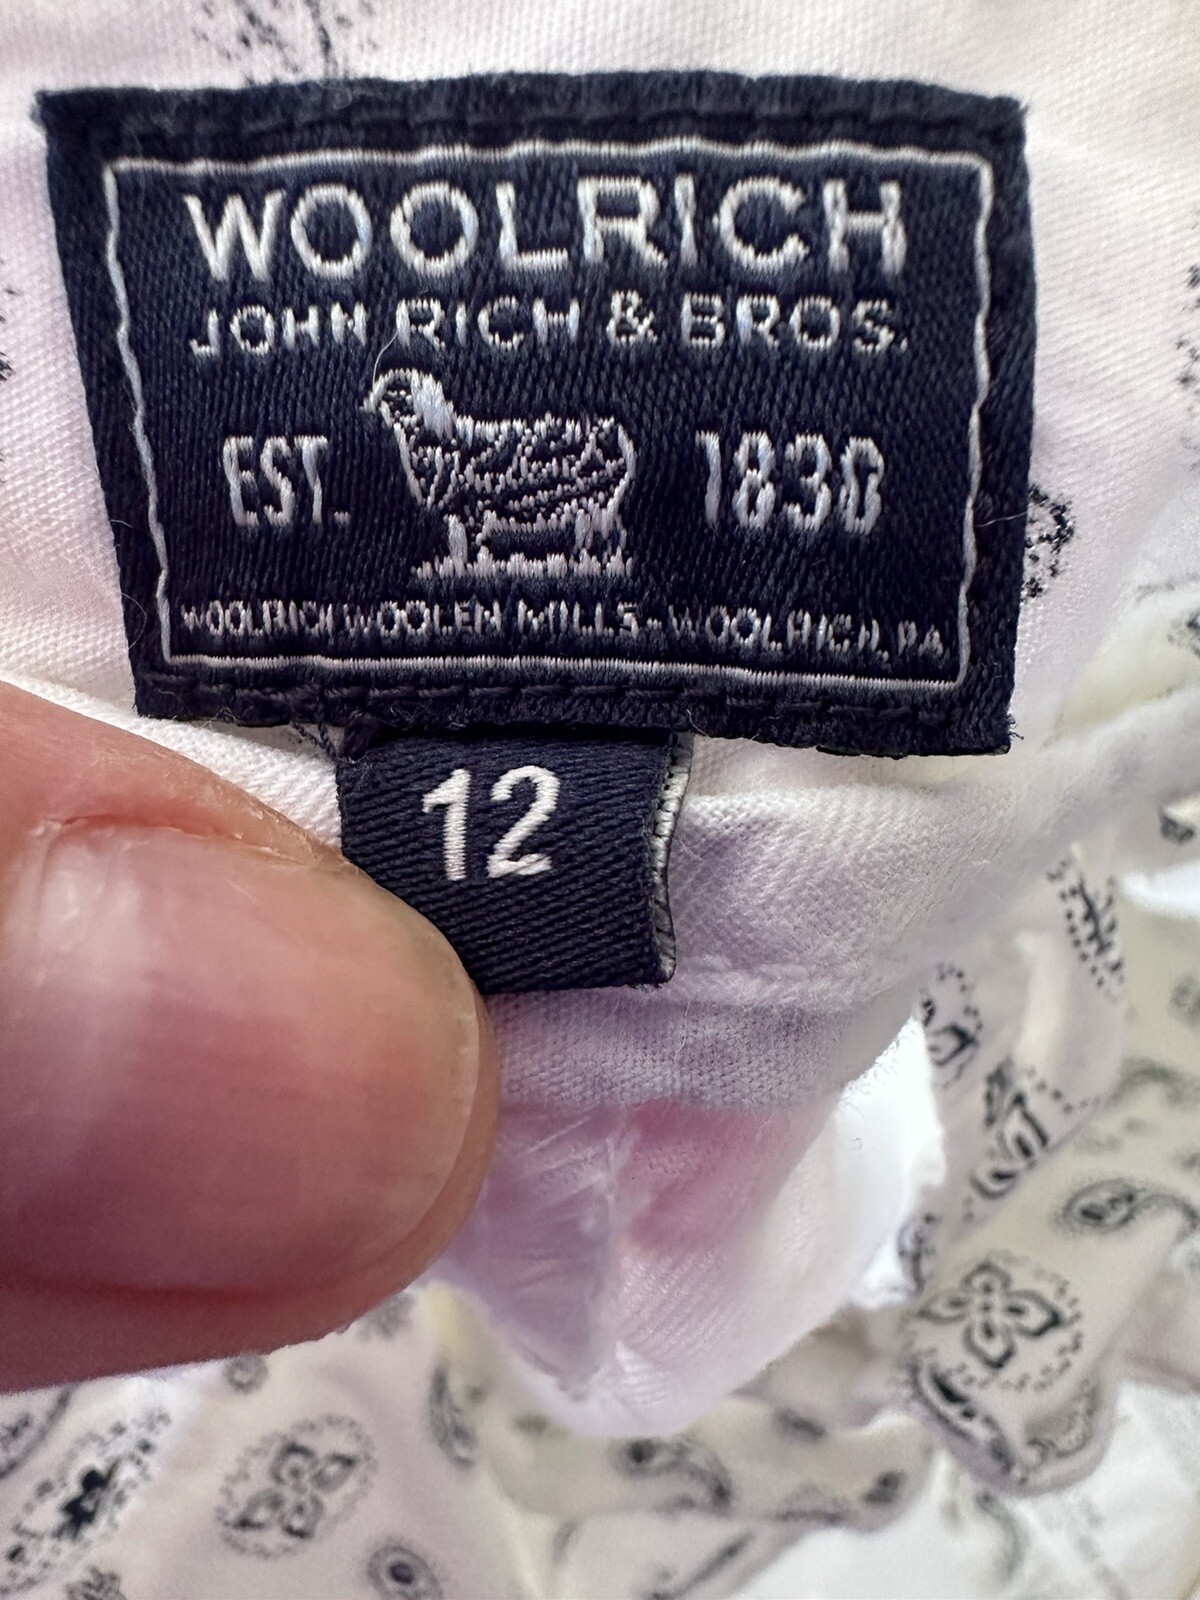 WOOLRICH
JOHN RICH & BROS.
EST. 1830
WOOLRICH WOOLEN MILLS - WOOLRICH, PA
12